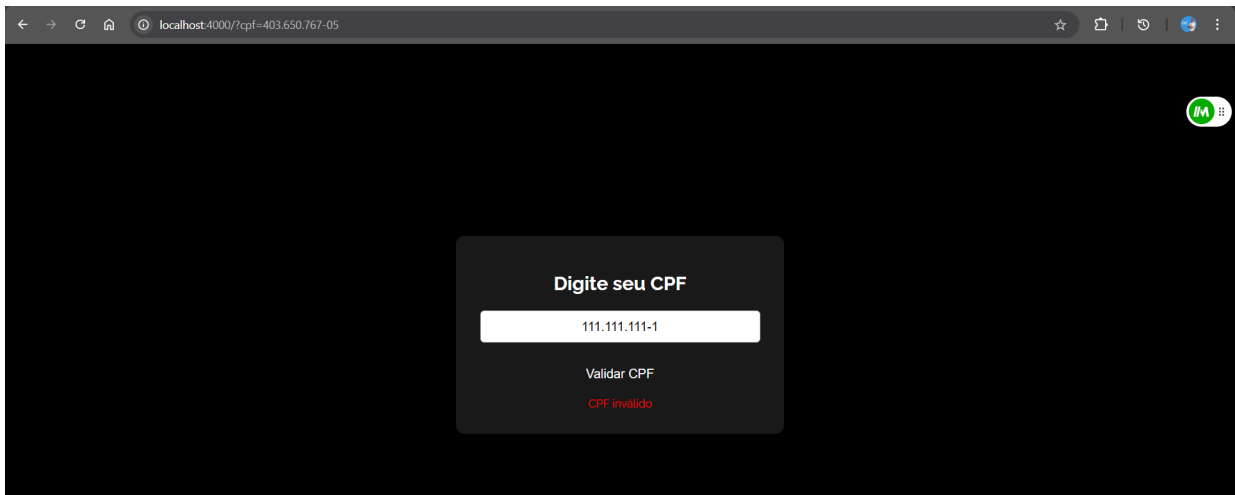 localhost:4000/?cpf=403.650.767-05
Digite seu CPF
111.111.111-1
Validar CPF
CPF inválido